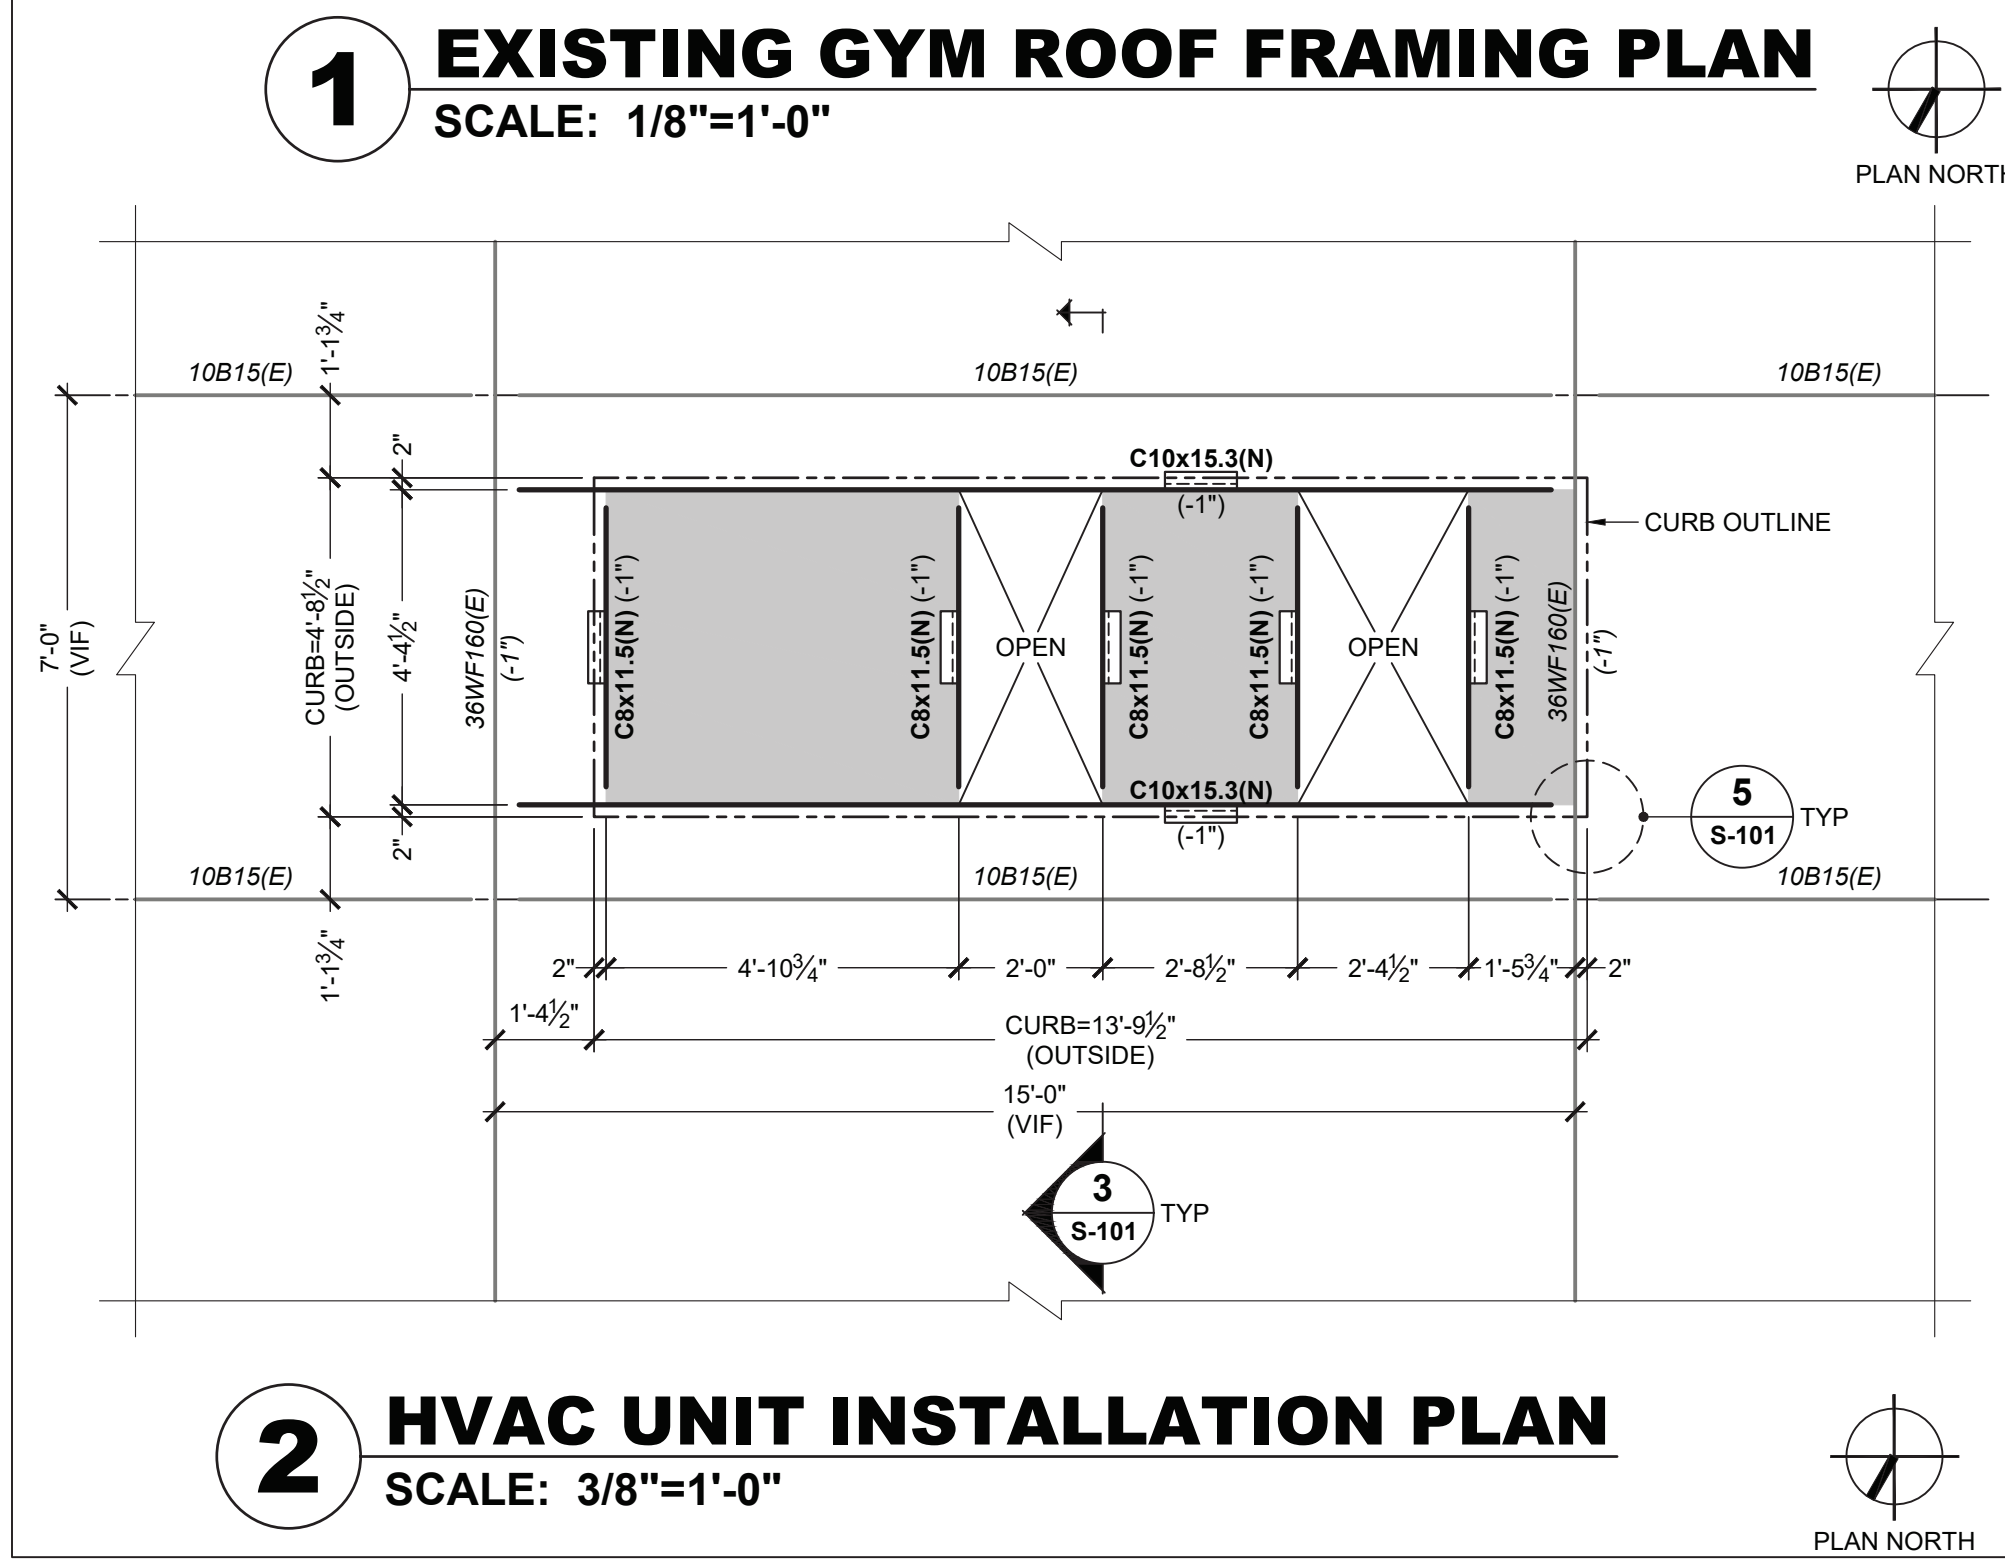 1
EXISTING GYM ROOF FRAMING PLAN
SCALE: 1/8"=1'-0"
PLAN NORTH
1'-1¾"
10B15(E)
10B15(E)
10B15(E)
2"
C10x15.3(N)
(-1")
CURB OUTLINE
7'-0"
(VIF)
CURB=4'-8½"
(OUTSIDE)
4'-4½"
36WF160(E)
(-1")
C8x11.5(N) (-1")
C8x11.5(N) (-1")
OPEN
C8x11.5(N) (-1")
C8x11.5(N) (-1")
OPEN
C8x11.5(N) (-1")
36WF160(E)
(-1")
C10x15.3(N)
(-1")
2"
5
S-101
TYP
10B15(E)
10B15(E)
10B15(E)
1'-1¾"
2"
4'-10¾"
2'-0"
2'-8½"
2'-4½"
1'-5¾"
2"
1'-4½"
CURB=13'-9½"
(OUTSIDE)
15'-0"
(VIF)
3
S-101
TYP
2
HVAC UNIT INSTALLATION PLAN
SCALE: 3/8"=1'-0"
PLAN NORTH